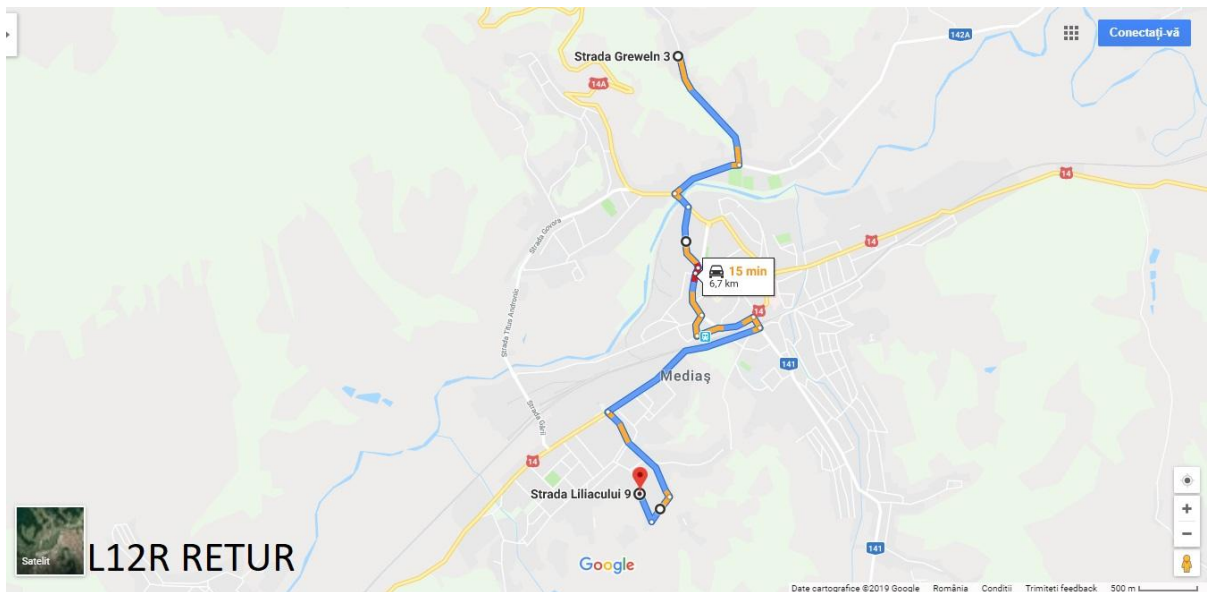 142A
Conectați-vă
Strada Greweln 3
14A
14
Strada Govora
14
15 min
6,7 km
Strada Titus Andronic
14
141
Mediaș
Strada Gării
14
Strada Liliacului 9
141
Satelit
L12R RETUR
Google
Date cartografice ©2019 Google România Condiții Trimiteți feedback 500 m